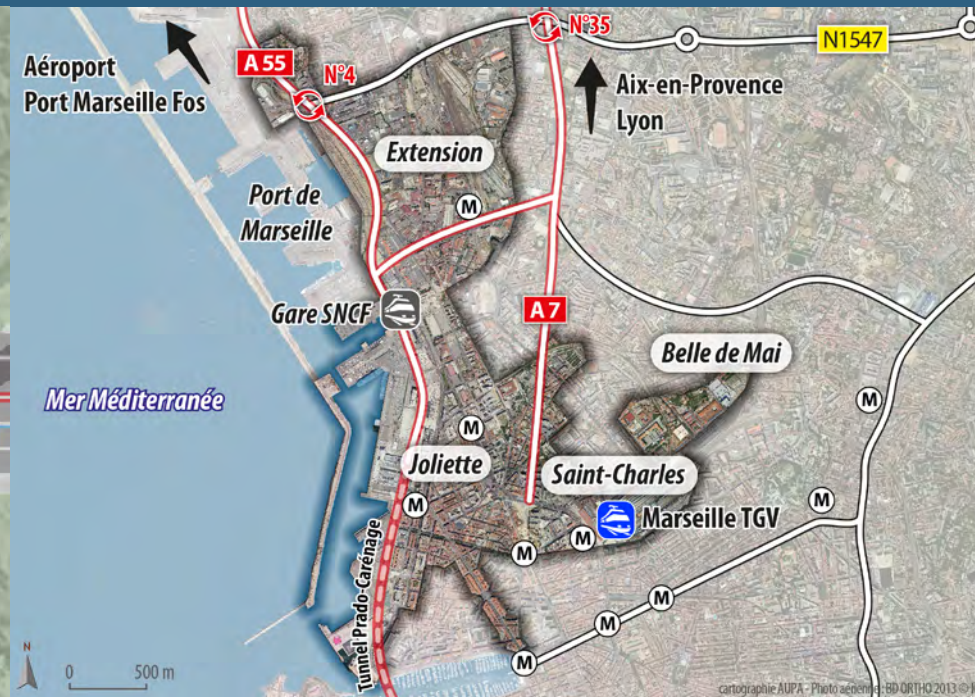 N°35
N1547
Aéroport
Port Marseille Fos
A 55
N°4
Aix-en-Provence
Lyon
Extension
M
Port de
Marseille
Gare SNCF
A 7
Belle de Mai
Mer Méditerranée
M
M
Joliette
Saint-Charles
M
M
Marseille TGV
M
M
Tunnel Prado-Carénage
M
M
M
N
0 500 m
cartographie AUPA - Photo aérienne : BD ORTHO 2013 ©